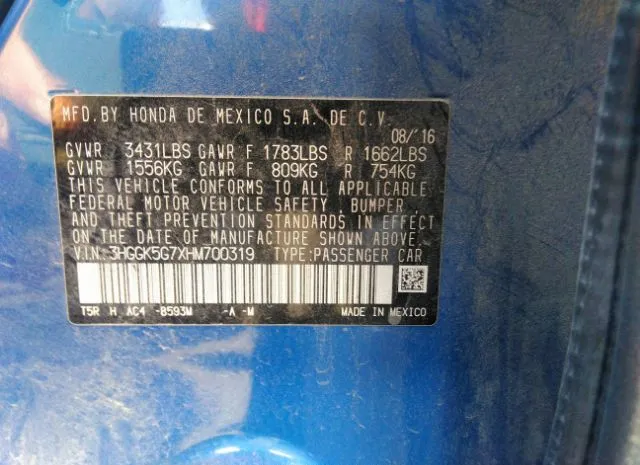 MFD. BY HONDA DE MEXICO S.A. DE C.V.
08/'16
GVWR 3431LBS GAWR F 1783LBS R 1662LBS
GVWR 1556KG GAWR F 809KG R 754KG
THIS VEHICLE CONFORMS TO ALL APPLICABLE
FEDERAL MOTOR VEHICLE SAFETY, BUMPER,
AND THEFT PREVENTION STANDARDS IN EFFECT
ON THE DATE OF MANUFACTURE SHOWN ABOVE.
V.I.N: 3HGGK5G7XHM700319 TYPE:PASSENGER CAR
T5R H AC4 -B593M -A -M MADE IN MEXICO